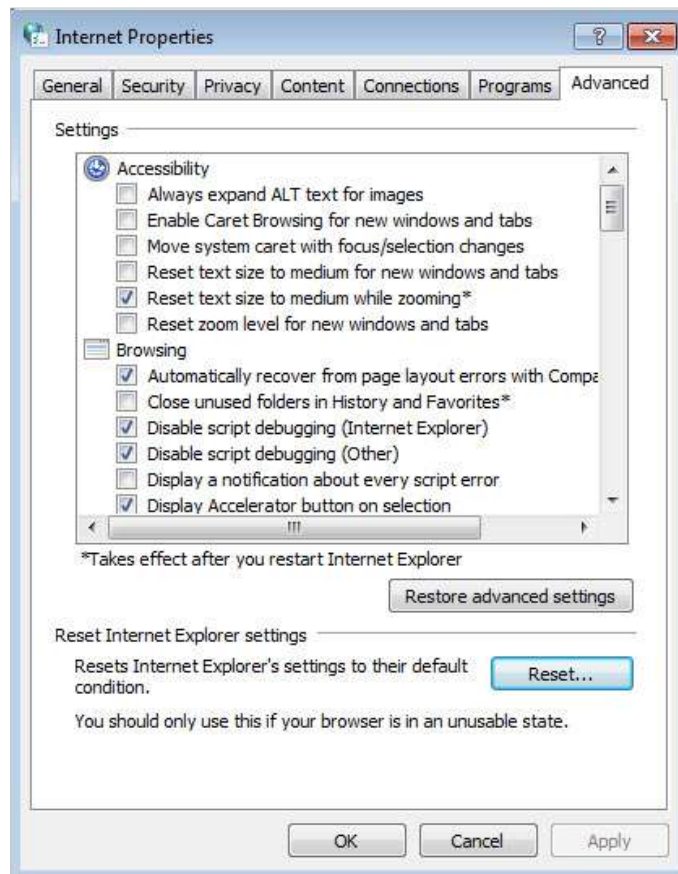 Internet Properties
General Security Privacy Content Connections Programs Advanced
Settings
Accessibility
Always expand ALT text for images
Enable Caret Browsing for new windows and tabs
Move system caret with focus/selection changes
Reset text size to medium for new windows and tabs
Reset text size to medium while zooming*
Reset zoom level for new windows and tabs
Browsing
Automatically recover from page layout errors with Compa
Close unused folders in History and Favorites*
Disable script debugging (Internet Explorer)
Disable script debugging (Other)
Display a notification about every script error
Display Accelerator button on selection
*Takes effect after you restart Internet Explorer
Restore advanced settings
Reset Internet Explorer settings
Resets Internet Explorer's settings to their default
condition.
Reset...
You should only use this if your browser is in an unusable state.
OK Cancel Apply